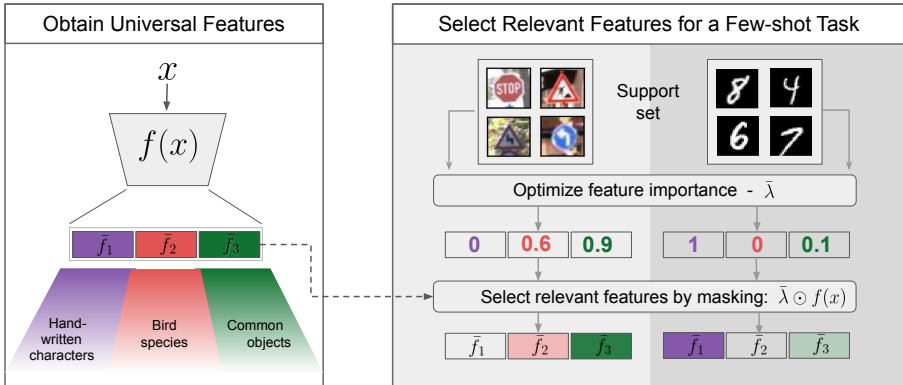 Obtain Universal Features
x
f(x)
f̄₁ f̄₂ f̄₃
Hand-
written
characters
Bird
species
Common
objects
Select Relevant Features for a Few-shot Task
STOP
Support
set
8 4
6 7
Optimize feature importance - λ̄
0 0.6 0.9
1 0 0.1
Select relevant features by masking: λ̄ ⊙ f(x)
f̄₁ f̄₂ f̄₃
f̄₁ f̄₂ f̄₃